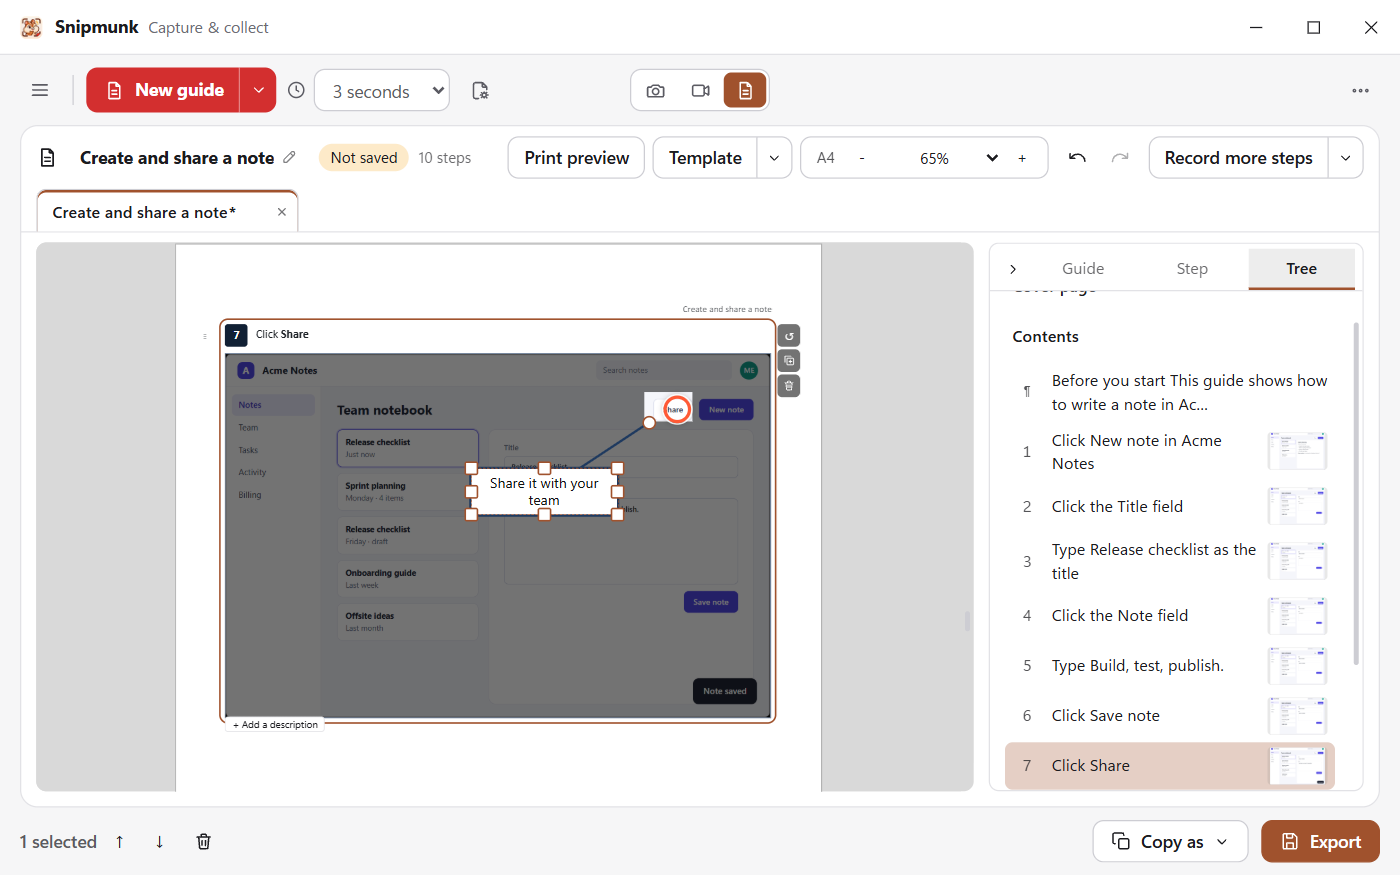 Snipmunk Capture & collect
New guide
3 seconds
Create and share a note
Not saved
10 steps
Print preview
Template
A4 - 65% +
Record more steps
Create and share a note*
Create and share a note
7 Click Share
A Acme Notes
Search notes
ME
Notes
Team
Tasks
Activity
Billing
Team notebook
New note
Release checklist
Just now
Sprint planning
Monday · 4 items
Release checklist
Friday · draft
Onboarding guide
Last week
Offsite ideas
Last month
Title
Share it with your
team
Save note
Note saved
+ Add a description
Guide
Step
Tree
Contents
¶ Before you start This guide shows how
to write a note in Ac...
1 Click New note in Acme
Notes
2 Click the Title field
3 Type Release checklist as the
title
4 Click the Note field
5 Type Build, test, publish.
6 Click Save note
7 Click Share
1 selected
Copy as
Export